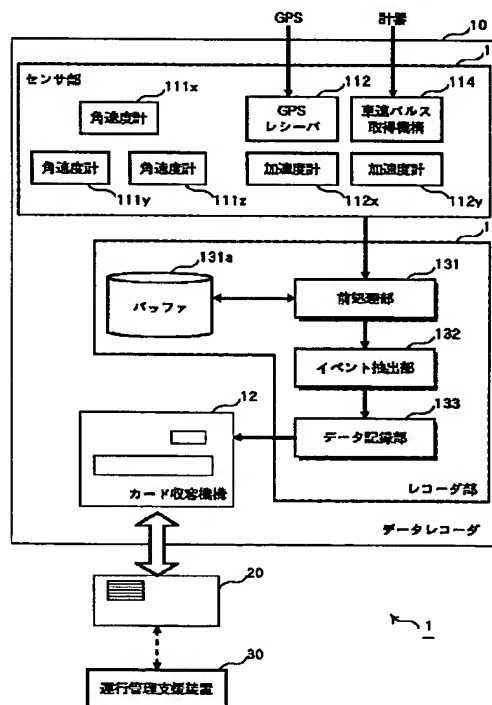 GPS
計器
10
センサ部
1
111x
112
114
角速度計
GPS
レシーバ
車速パルス
取得機構
角速度計
角速度計
加速度計
加速度計
111y
111z
112x
112y
1
131a
131
バッファ
前処理部
132
イベント抽出部
12
133
データ記録部
カード収容機構
レコーダ部
データレコーダ
20
1
30
運行管理支援装置